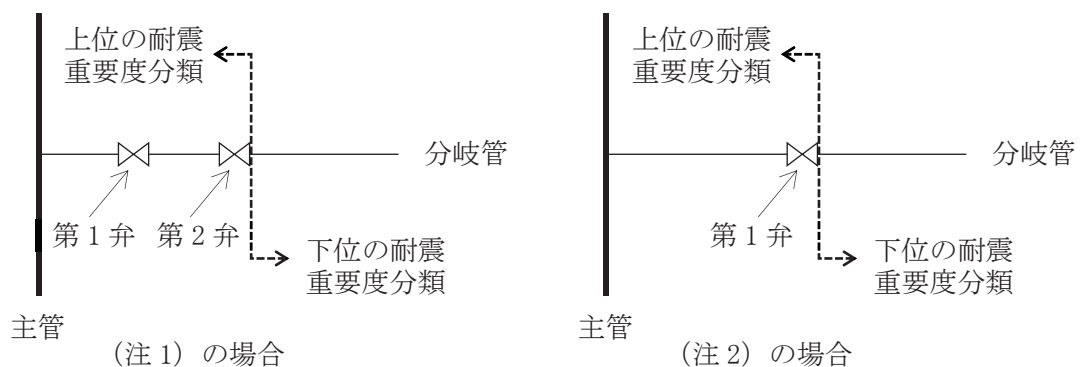 上位の耐震
重要度分類
分岐管
第1弁
第2弁
下位の耐震
重要度分類
主管
(注1)の場合
上位の耐震
重要度分類
分岐管
第1弁
下位の耐震
重要度分類
主管
(注2)の場合